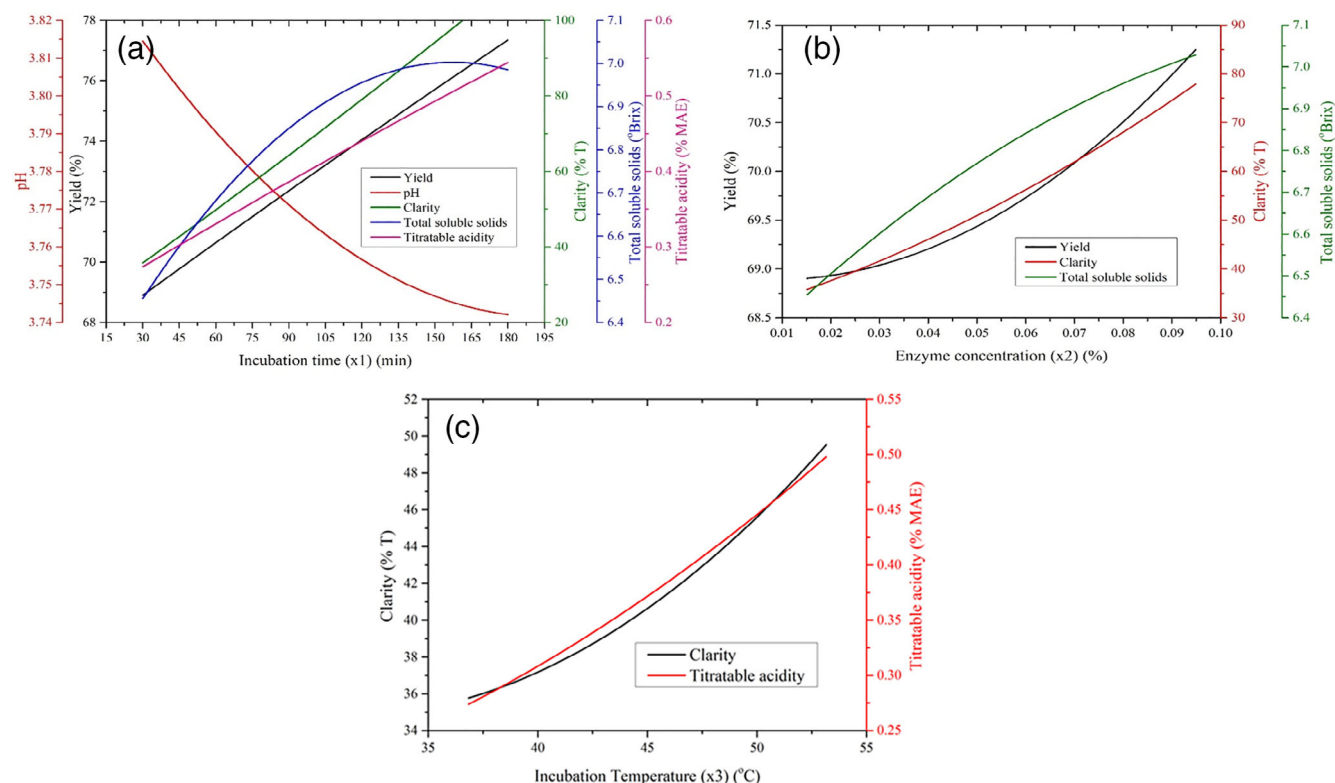 (a)
3.82
3.81
3.80
3.79
3.78
3.77
3.76
3.75
3.74
pH
78
76
74
72
70
68
Yield (%)
Yield
pH
Clarity
Total soluble solids
Titratable acidity
100
80
60
40
20
Clarity (% T)
7.1
7.0
6.9
6.8
6.7
6.6
6.5
6.4
Total soluble solids (°Brix)
0.6
0.5
0.4
0.3
0.2
Titratable acidity (% MAE)
15 30 45 60 75 90 105 120 135 150 165 180 195
Incubation time (x1) (min)
(b)
71.5
71.0
70.5
70.0
69.5
69.0
68.5
Yield (%)
Yield
Clarity
Total soluble solids
90
80
70
60
50
40
30
Clarity (% T)
7.1
7.0
6.9
6.8
6.7
6.6
6.5
6.4
Total soluble solids (°Brix)
0.01 0.02 0.03 0.04 0.05 0.06 0.07 0.08 0.09 0.10
Enzyme concentration (x2) (%)
(c)
52
50
48
46
44
42
40
38
36
34
Clarity (% T)
Clarity
Titratable acidity
0.55
0.50
0.45
0.40
0.35
0.30
0.25
Titratable acidity (% MAE)
35 40 45 50 55
Incubation Temperature (x3) (°C)